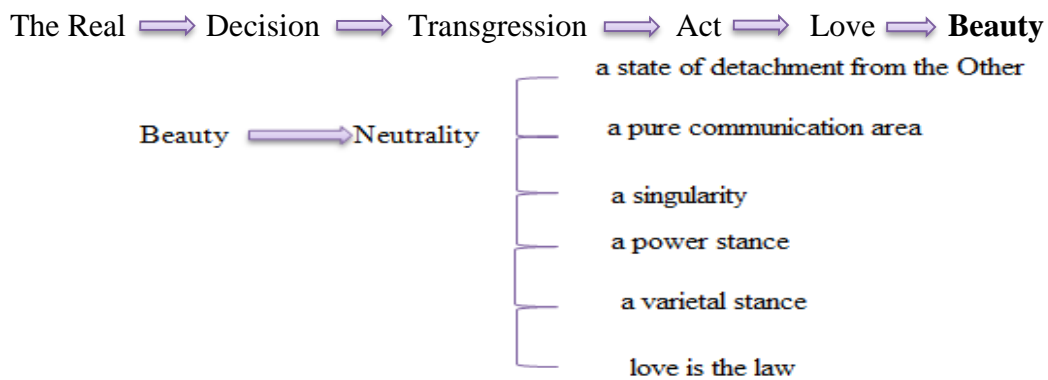 The Real Decision Transgression Act Love Beauty
a state of detachment from the Other
a pure communication area
Beauty Neutrality
a singularity
a power stance
a varietal stance
love is the law